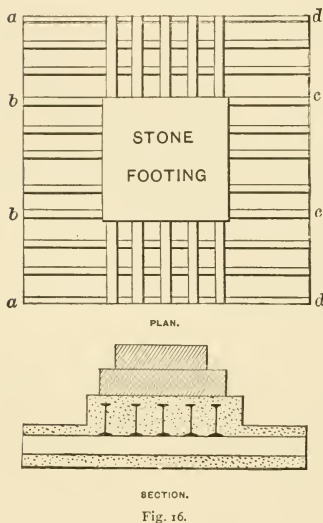 a d
b c
STONE
FOOTING
b c
a d
PLAN.
SECTION.
Fig. 16.